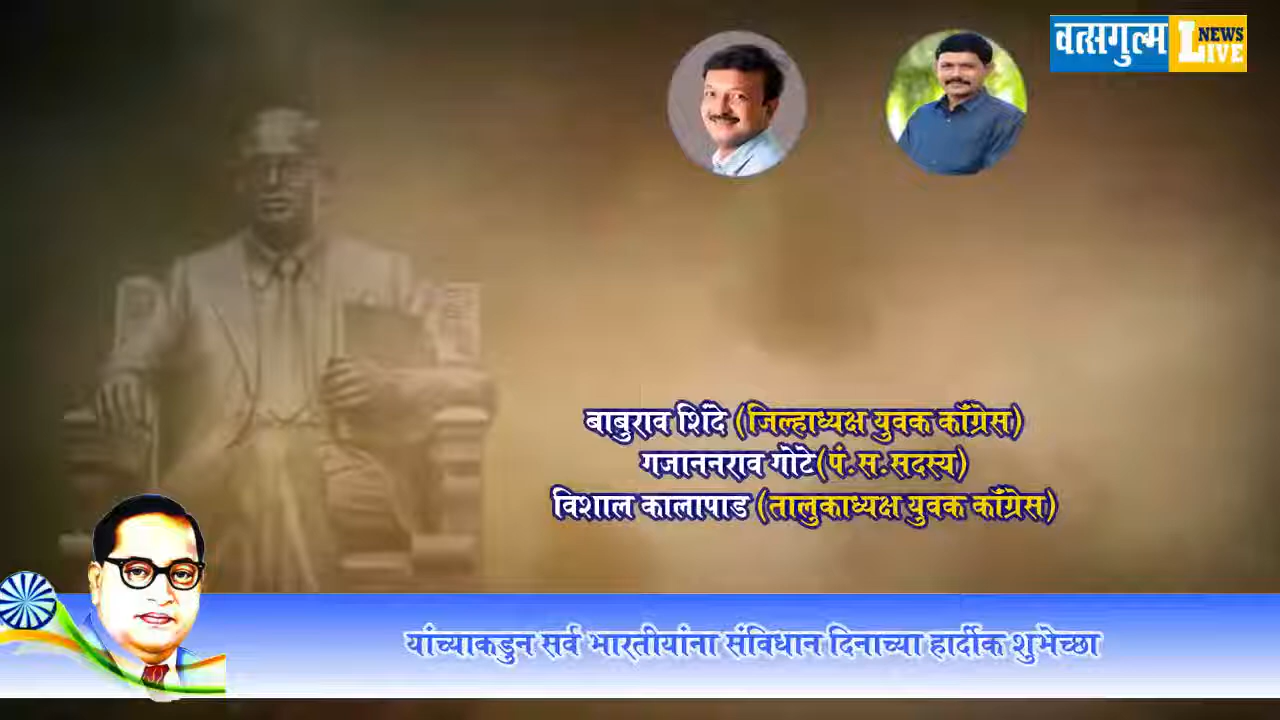 वत्सगुल्म
NEWS
LIVE
बाबुराव शिंदे (जिल्हाध्यक्ष युवक काँग्रेस)
गजाननराव गोटे(पं.स.सदस्य)
विशाल कालापाड (तालुकाध्यक्ष युवक काँग्रेस)
यांच्याकडुन सर्व भारतीयांना संविधान दिनाच्या हार्दीक शुभेच्छा